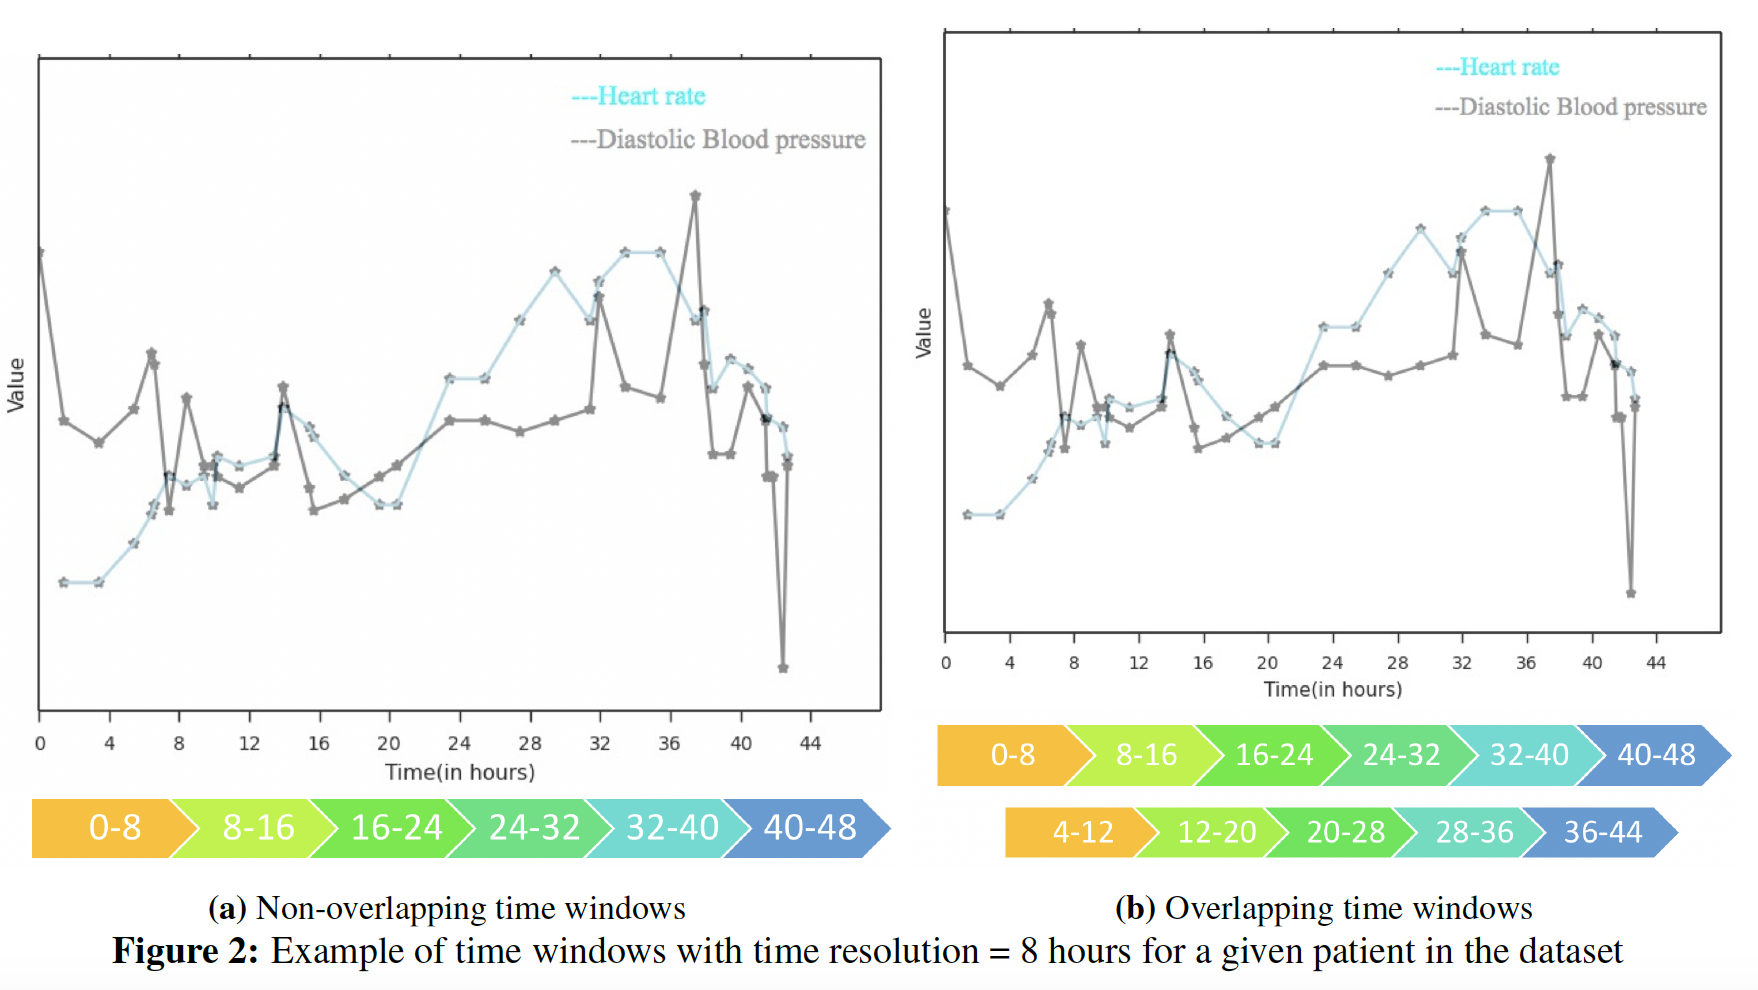 ---Heart rate
---Diastolic Blood pressure
Value
0 4 8 12 16 20 24 28 32 36 40 44
Time(in hours)
0-8 8-16 16-24 24-32 32-40 40-48
(a) Non-overlapping time windows
---Heart rate
---Diastolic Blood pressure
Value
0 4 8 12 16 20 24 28 32 36 40 44
Time(in hours)
0-8 8-16 16-24 24-32 32-40 40-48
4-12 12-20 20-28 28-36 36-44
(b) Overlapping time windows
Figure 2: Example of time windows with time resolution = 8 hours for a given patient in the dataset